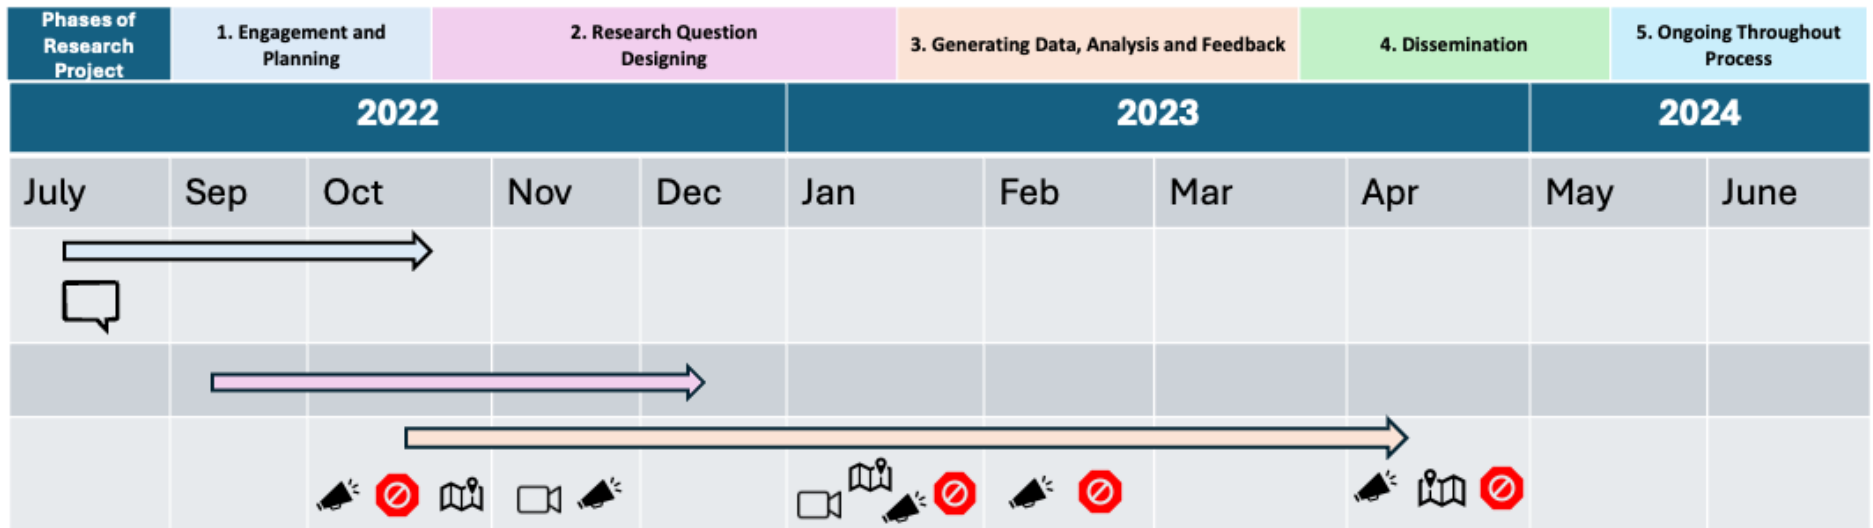 Phases of
Research
Project
1. Engagement and
Planning
2. Research Question
Designing
3. Generating Data, Analysis and Feedback
4. Dissemination
5. Ongoing Throughout
Process
2022
2023
2024
July
Sep
Oct
Nov
Dec
Jan
Feb
Mar
Apr
May
June